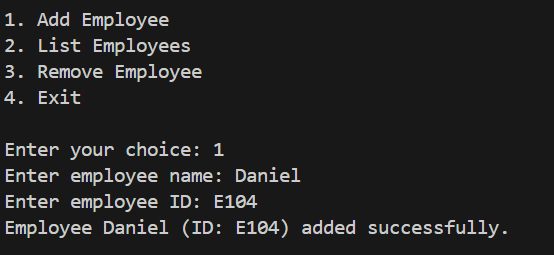 1. Add Employee
2. List Employees
3. Remove Employee
4. Exit

Enter your choice: 1
Enter employee name: Daniel
Enter employee ID: E104
Employee Daniel (ID: E104) added successfully.